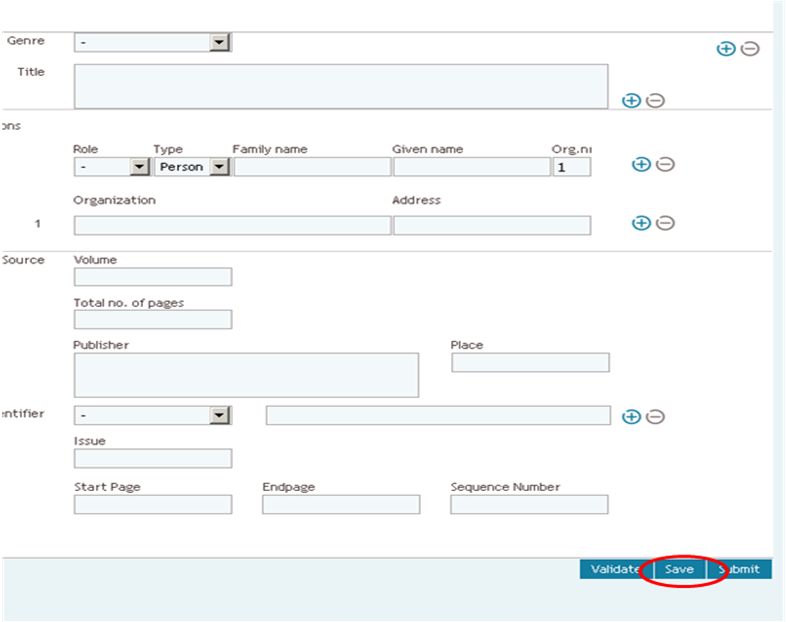 Genre -
Title
ons
Role Type Family name Given name Org.nr
- Person 1
Organization Address
1
Source Volume
Total no. of pages
Publisher Place
entifier -
Issue
Start Page Endpage Sequence Number
Validate Save Submit